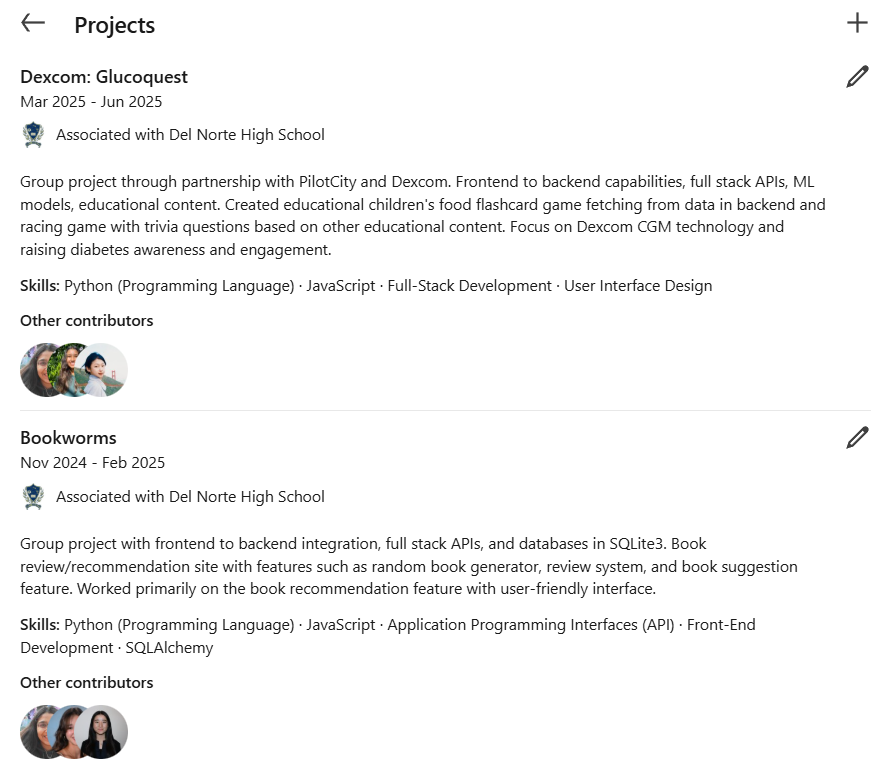 Projects
Dexcom: Glucoquest
Mar 2025 - Jun 2025
Associated with Del Norte High School
Group project through partnership with PilotCity and Dexcom. Frontend to backend capabilities, full stack APIs, ML
models, educational content. Created educational children's food flashcard game fetching from data in backend and
racing game with trivia questions based on other educational content. Focus on Dexcom CGM technology and
raising diabetes awareness and engagement.
Skills: Python (Programming Language) · JavaScript · Full-Stack Development · User Interface Design
Other contributors
Bookworms
Nov 2024 - Feb 2025
Associated with Del Norte High School
Group project with frontend to backend integration, full stack APIs, and databases in SQLite3. Book
review/recommendation site with features such as random book generator, review system, and book suggestion
feature. Worked primarily on the book recommendation feature with user-friendly interface.
Skills: Python (Programming Language) · JavaScript · Application Programming Interfaces (API) · Front-End
Development · SQLAlchemy
Other contributors